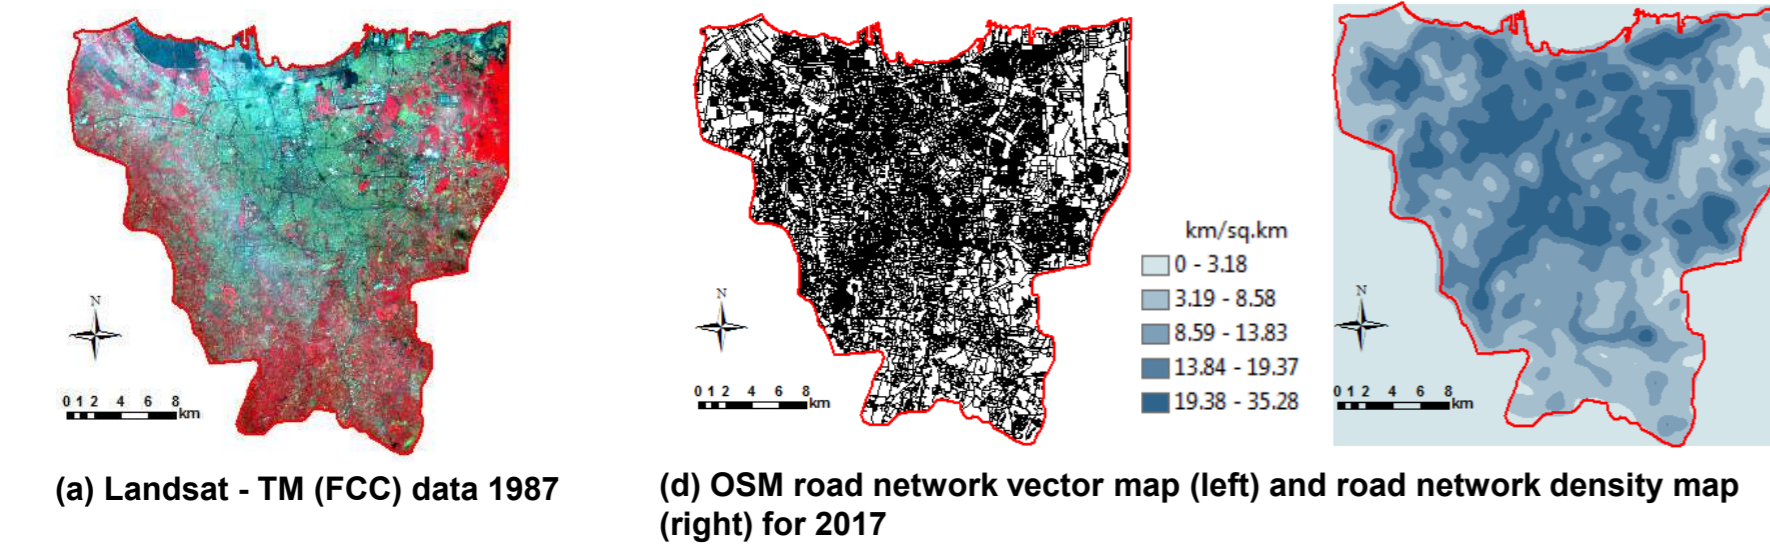 N
0 1 2 4 6 8
km
(a) Landsat - TM (FCC) data 1987
N
0 1 2 4 6 8
km
km/sq.km
0 - 3.18
3.19 - 8.58
8.59 - 13.83
13.84 - 19.37
19.38 - 35.28
N
0 1 2 4 6 8
km
(d) OSM road network vector map (left) and road network density map
(right) for 2017